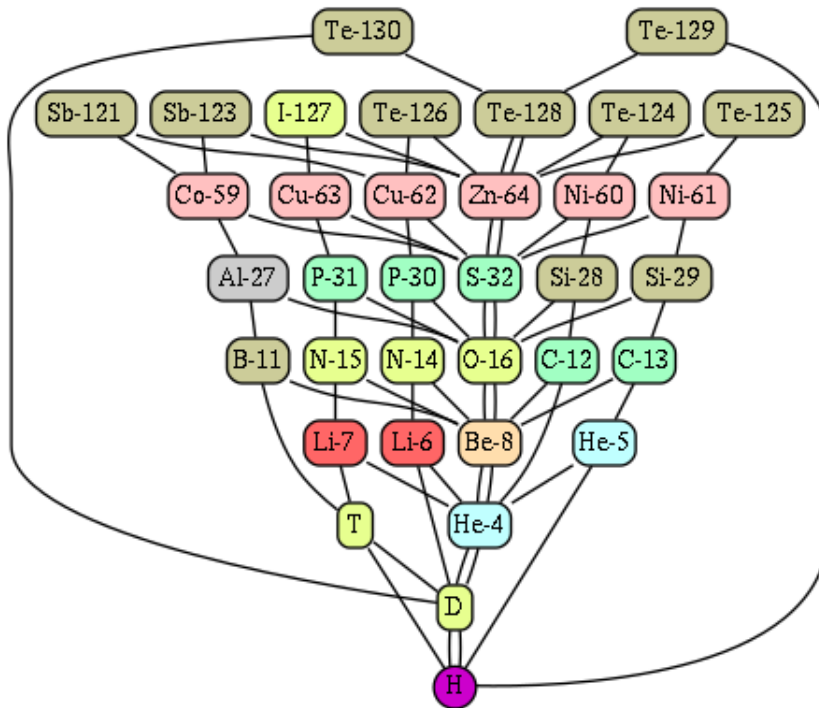 Te-130 Te-129
Sb-121 Sb-123 I-127 Te-126 Te-128 Te-124 Te-125
Co-59 Cu-63 Cu-62 Zn-64 Ni-60 Ni-61
Al-27 P-31 P-30 S-32 Si-28 Si-29
B-11 N-15 N-14 O-16 C-12 C-13
Li-7 Li-6 Be-8 He-5
T He-4
D
H